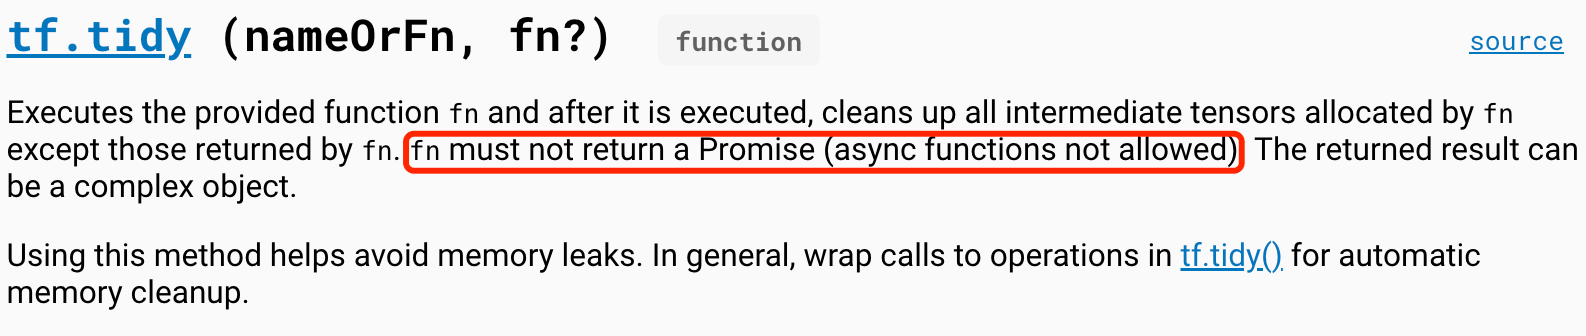 tf.tidy (nameOrFn, fn?) function source
Executes the provided function fn and after it is executed, cleans up all intermediate tensors allocated by fn
except those returned by fn. fn must not return a Promise (async functions not allowed) The returned result can
be a complex object.
Using this method helps avoid memory leaks. In general, wrap calls to operations in tf.tidy() for automatic
memory cleanup.